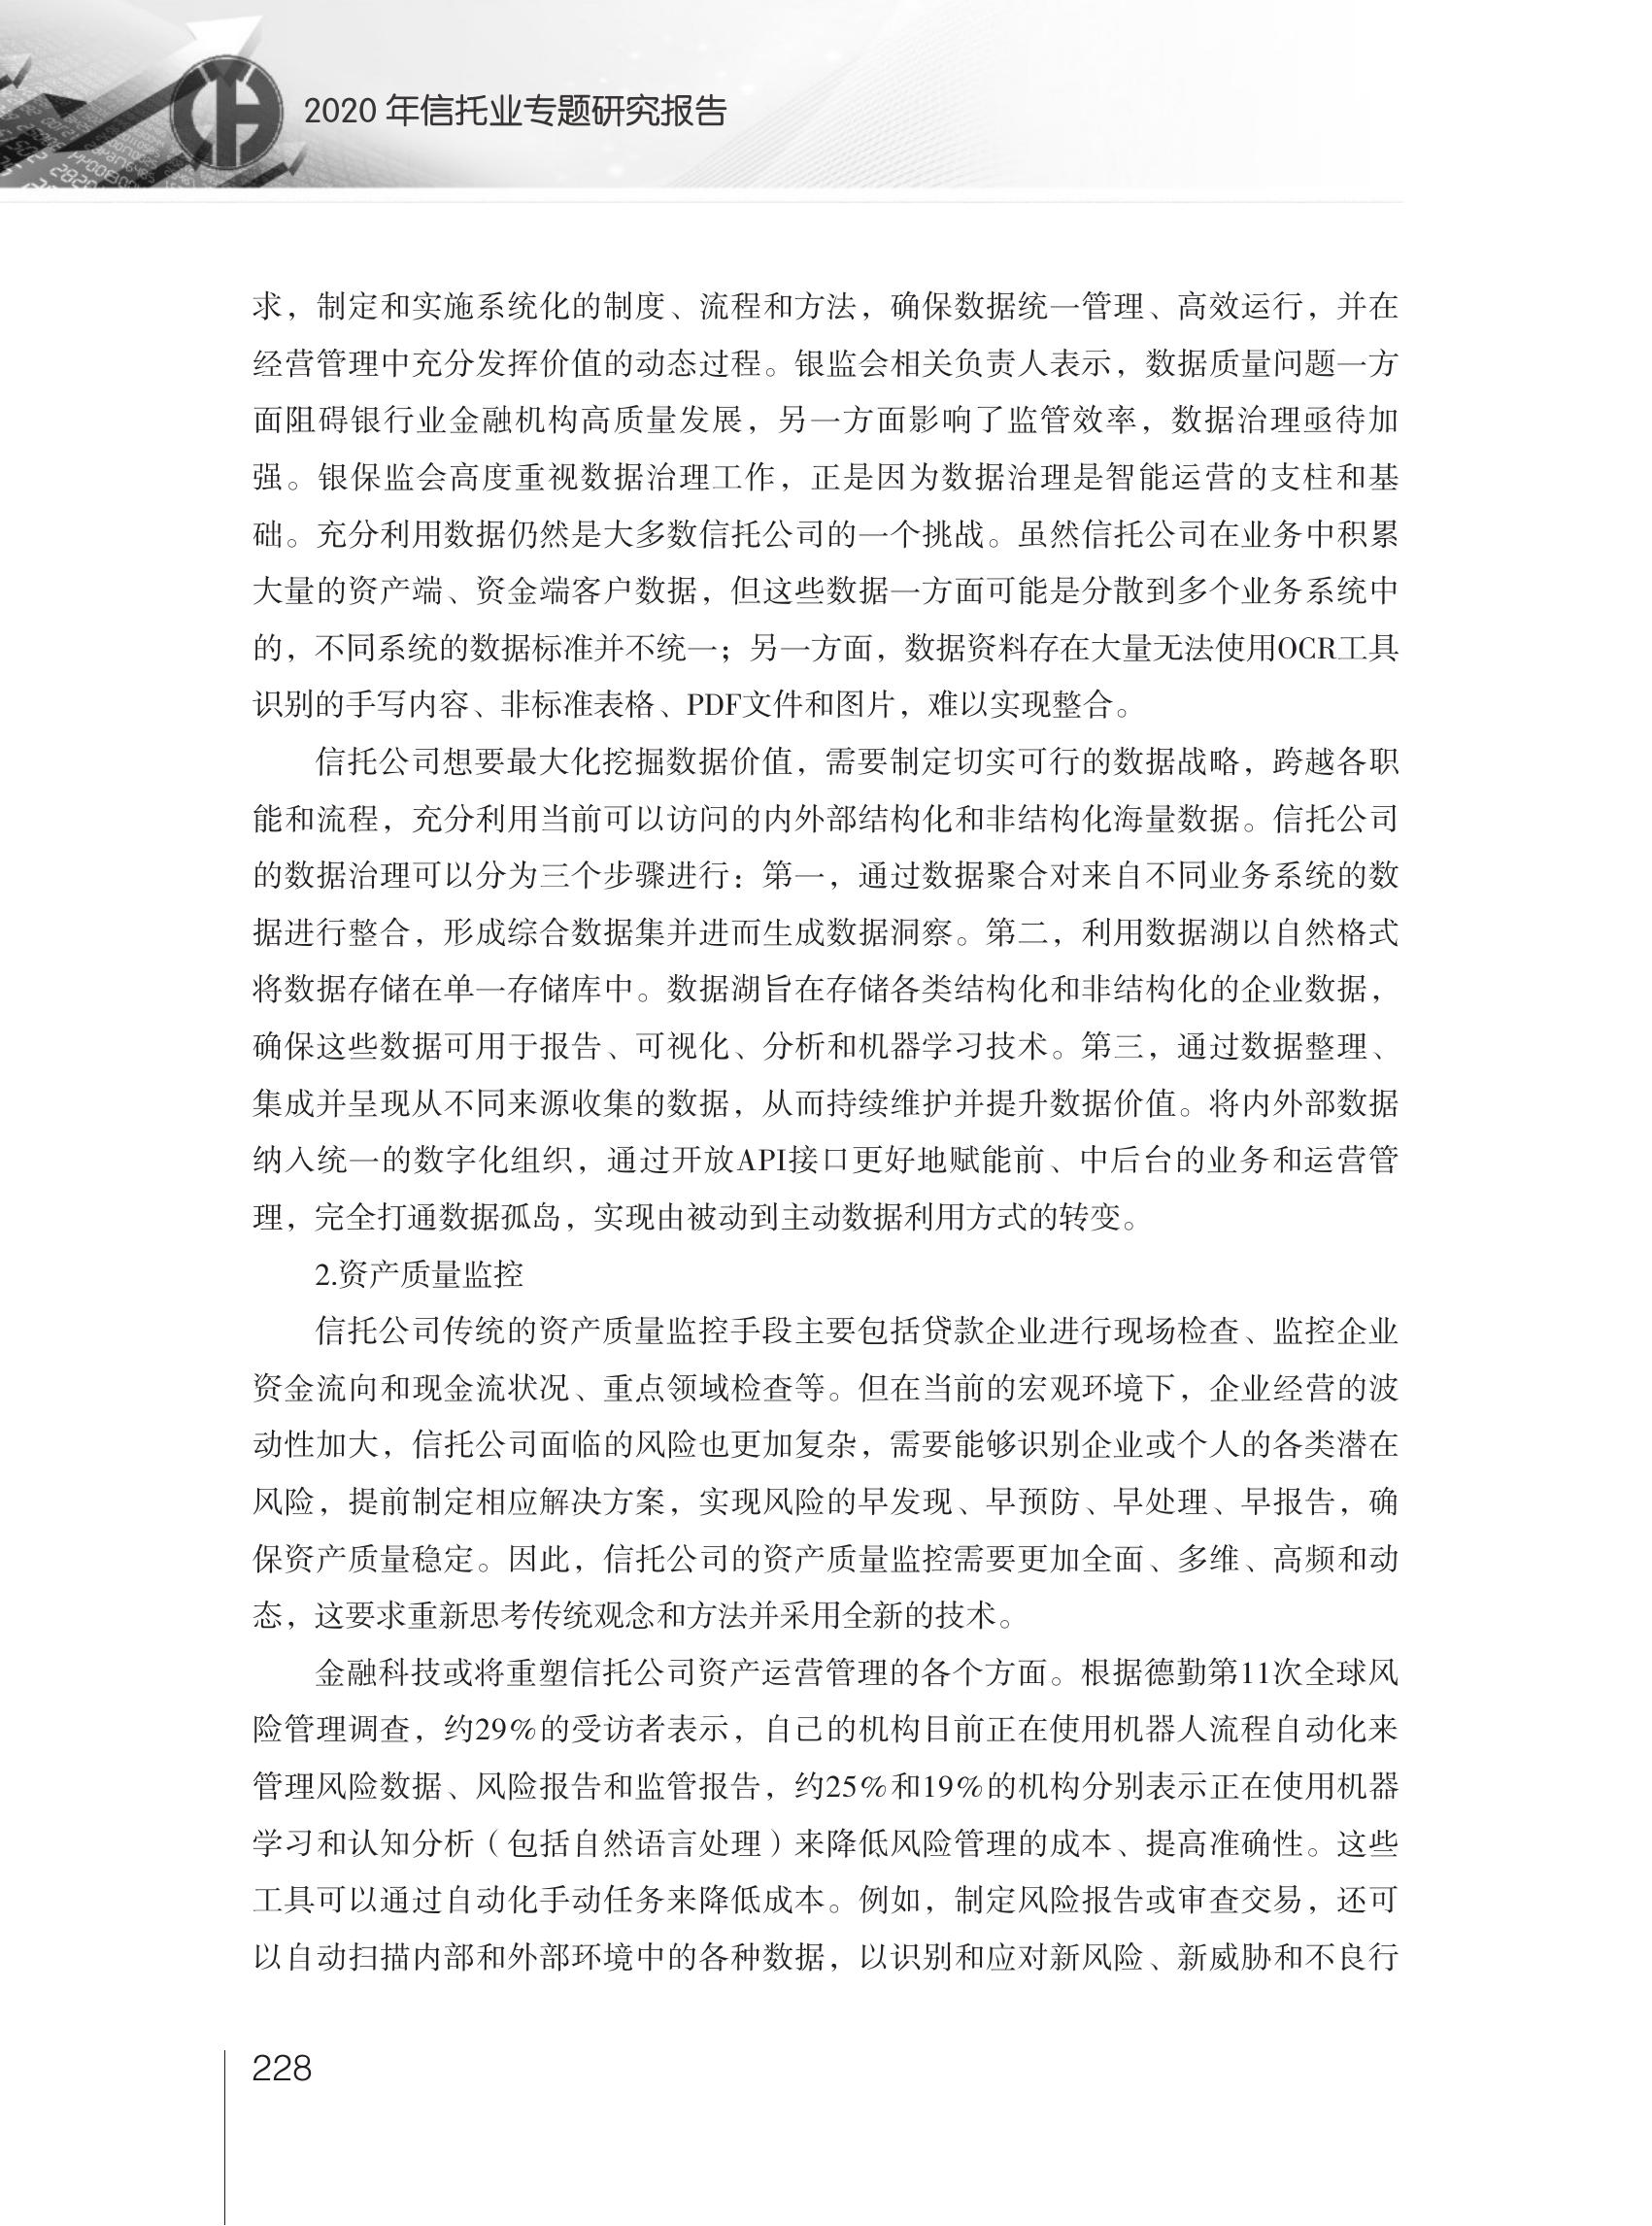 2020 年信托业专题研究报告
求，制定和实施系统化的制度、流程和方法，确保数据统一管理、高效运行，并在
经营管理中充分发挥价值的动态过程。银监会相关负责人表示，数据质量问题一方
面阻碍银行业金融机构高质量发展，另一方面影响了监管效率，数据治理亟待加
强。银保监会高度重视数据治理工作，正是因为数据治理是智能运营的支柱和基
础。充分利用数据仍然是大多数信托公司的一个挑战。虽然信托公司在业务中积累
大量的资产端、资金端客户数据，但这些数据一方面可能是分散到多个业务系统中
的，不同系统的数据标准并不统一；另一方面，数据资料存在大量无法使用OCR工具
识别的手写内容、非标准表格、PDF文件和图片，难以实现整合。
信托公司想要最大化挖掘数据价值，需要制定切实可行的数据战略，跨越各职
能和流程，充分利用当前可以访问的内外部结构化和非结构化海量数据。信托公司
的数据治理可以分为三个步骤进行：第一，通过数据聚合对来自不同业务系统的数
据进行整合，形成综合数据集并进而生成数据洞察。第二，利用数据湖以自然格式
将数据存储在单一存储库中。数据湖旨在存储各类结构化和非结构化的企业数据，
确保这些数据可用于报告、可视化、分析和机器学习技术。第三，通过数据整理、
集成并呈现从不同来源收集的数据，从而持续维护并提升数据价值。将内外部数据
纳入统一的数字化组织，通过开放API接口更好地赋能前、中后台的业务和运营管
理，完全打通数据孤岛，实现由被动到主动数据利用方式的转变。
2.资产质量监控
信托公司传统的资产质量监控手段主要包括贷款企业进行现场检查、监控企业
资金流向和现金流状况、重点领域检查等。但在当前的宏观环境下，企业经营的波
动性加大，信托公司面临的风险也更加复杂，需要能够识别企业或个人的各类潜在
风险，提前制定相应解决方案，实现风险的早发现、早预防、早处理、早报告，确
保资产质量稳定。因此，信托公司的资产质量监控需要更加全面、多维、高频和动
态，这要求重新思考传统观念和方法并采用全新的技术。
金融科技或将重塑信托公司资产运营管理的各个方面。根据德勤第11次全球风
险管理调查，约29%的受访者表示，自己的机构目前正在使用机器人流程自动化来
管理风险数据、风险报告和监管报告，约25%和19%的机构分别表示正在使用机器
学习和认知分析（包括自然语言处理）来降低风险管理的成本、提高准确性。这些
工具可以通过自动化手动任务来降低成本。例如，制定风险报告或审查交易，还可
以自动扫描内部和外部环境中的各种数据，以识别和应对新风险、新威胁和不良行
228